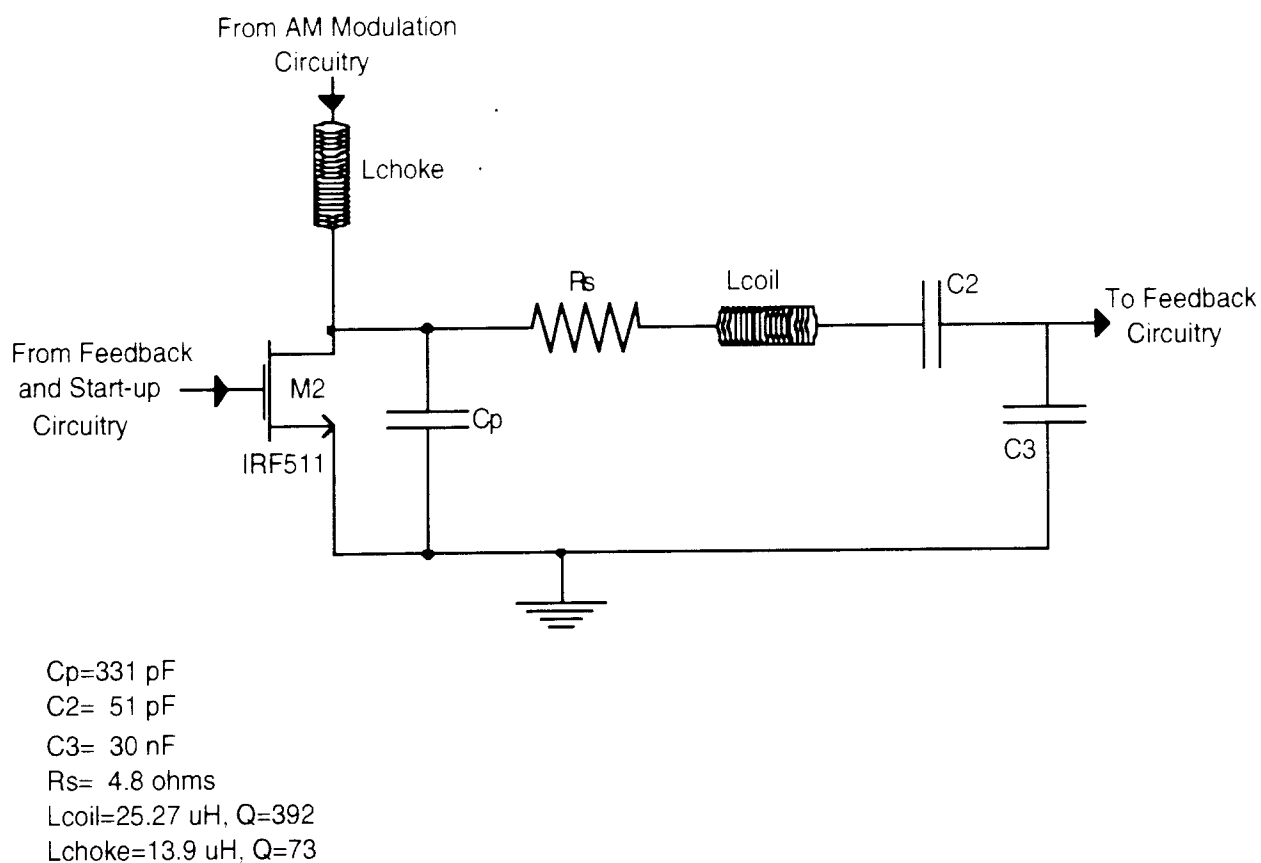 From AM Modulation
Circuitry
Lchoke
Rs
Lcoil
C2
To Feedback
Circuitry
From Feedback
and Start-up
Circuitry
M2
Cp
C3
IRF511
Cp=331 pF
C2= 51 pF
C3= 30 nF
Rs= 4.8 ohms
Lcoil=25.27 uH, Q=392
Lchoke=13.9 uH, Q=73